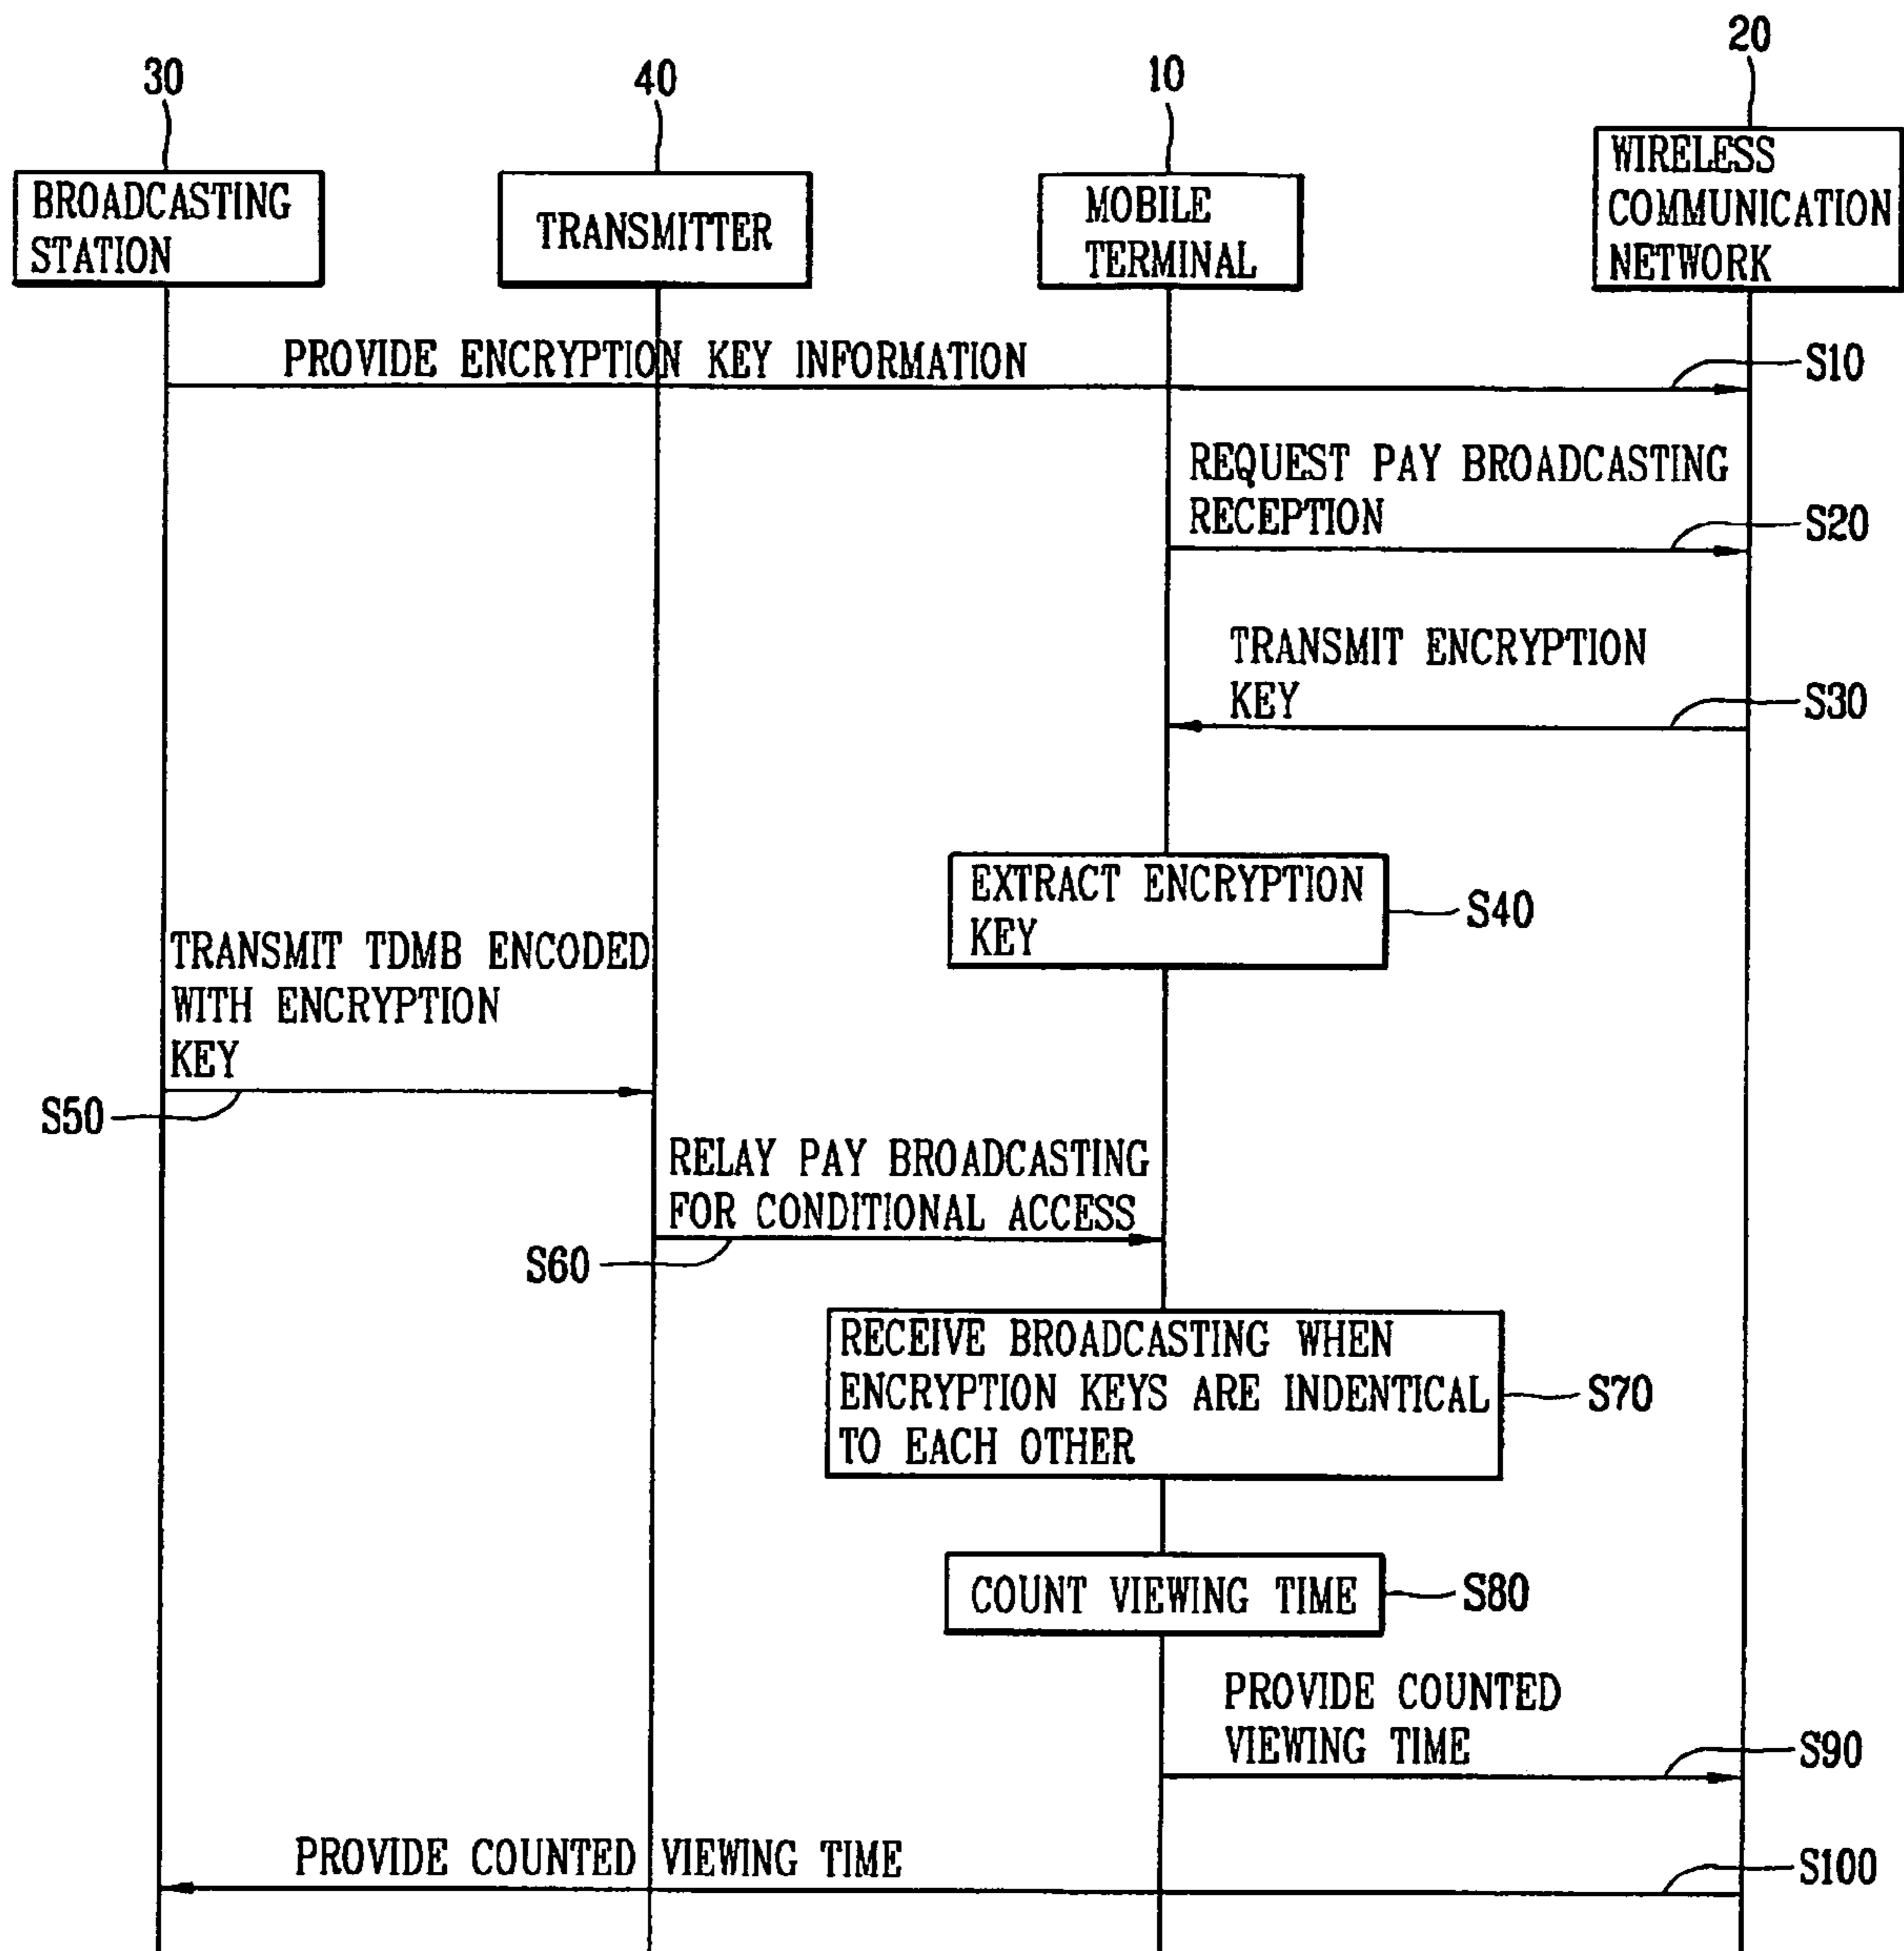 30
40
10
20
BROADCASTING
STATION
TRANSMITTER
MOBILE
TERMINAL
WIRELESS
COMMUNICATION
NETWORK
PROVIDE ENCRYPTION KEY INFORMATION
S10
REQUEST PAY BROADCASTING
RECEPTION
S20
TRANSMIT ENCRYPTION
KEY
S30
EXTRACT ENCRYPTION
KEY
S40
TRANSMIT TDMB ENCODED
WITH ENCRYPTION
KEY
S50
RELAY PAY BROADCASTING
FOR CONDITIONAL ACCESS
S60
RECEIVE BROADCASTING WHEN
ENCRYPTION KEYS ARE INDENTICAL
TO EACH OTHER
S70
COUNT VIEWING TIME
S80
PROVIDE COUNTED
VIEWING TIME
S90
PROVIDE COUNTED VIEWING TIME
S100